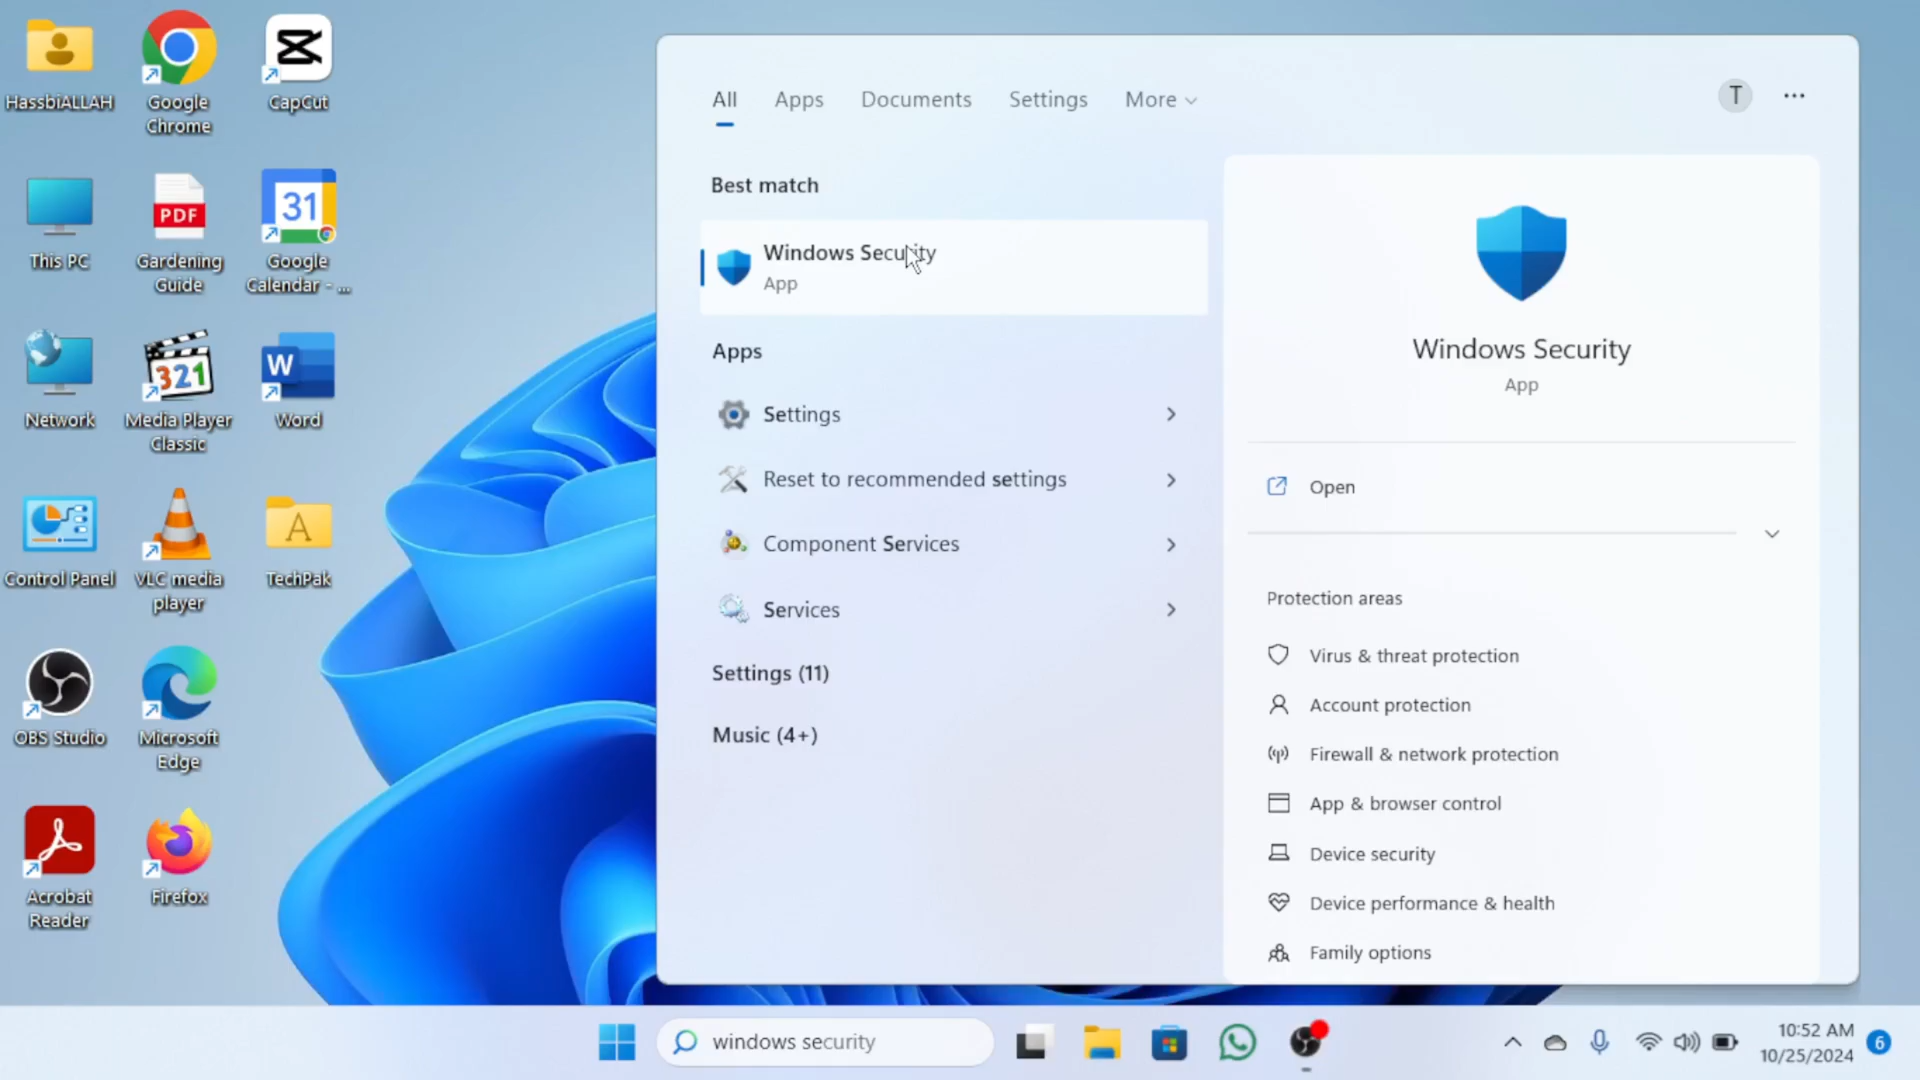 HassbiALLAH
Google
Chrome
CapCut
This PC
PDF
Gardening
Guide
31
Google
Calendar - ...
Network
321
Media Player
Classic
W
Word
Control Panel
VLC media
player
A
TechPak
OBS Studio
Microsoft
Edge
Acrobat
Reader
Firefox
All Apps Documents Settings More
T ...
Best match
Windows Security
App
Apps
Settings
Reset to recommended settings
Component Services
Services
Settings (11)
Music (4+)
Windows Security
App
Open
Protection areas
Virus & threat protection
Account protection
Firewall & network protection
App & browser control
Device security
Device performance & health
Family options
windows security
10:52 AM
10/25/2024
6